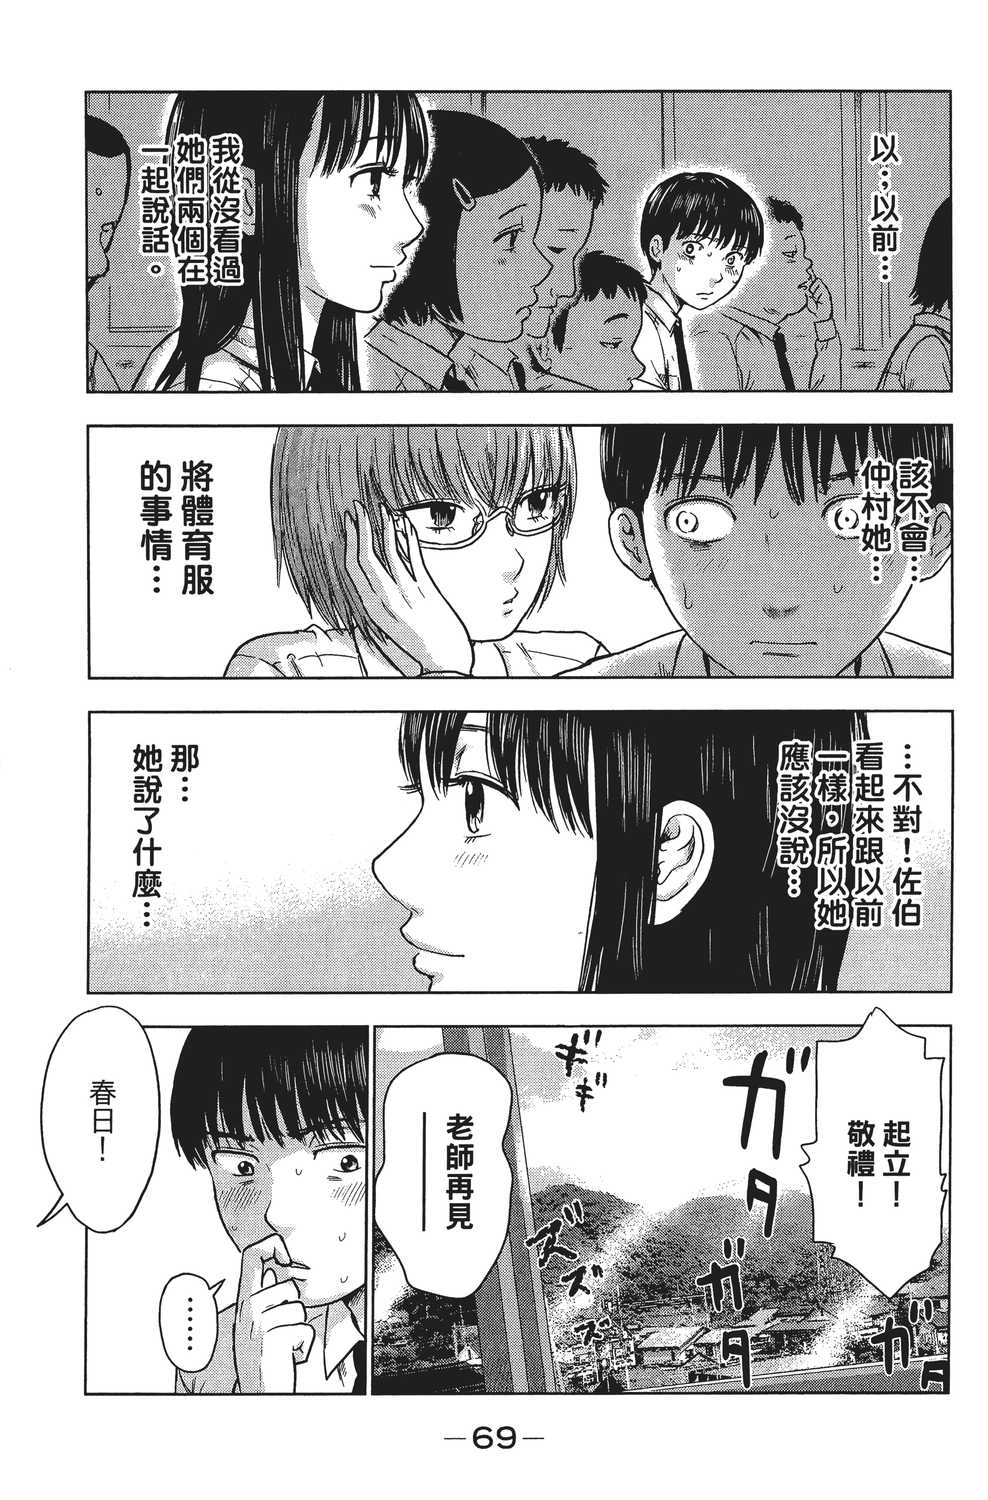 以…以前…
我從沒看過
她們兩個在
一起說話。
該不會…
仲村她…
將體育服
的事情…
…不對！佐伯
看起來跟以前
一樣，所以她
應該沒說…
那…
她說了什麼…
起立！
敬禮！
ガタ
ガタ
ガタ
ギギ
老師再見
——
ズズ
ズ
春日！
……
—69—